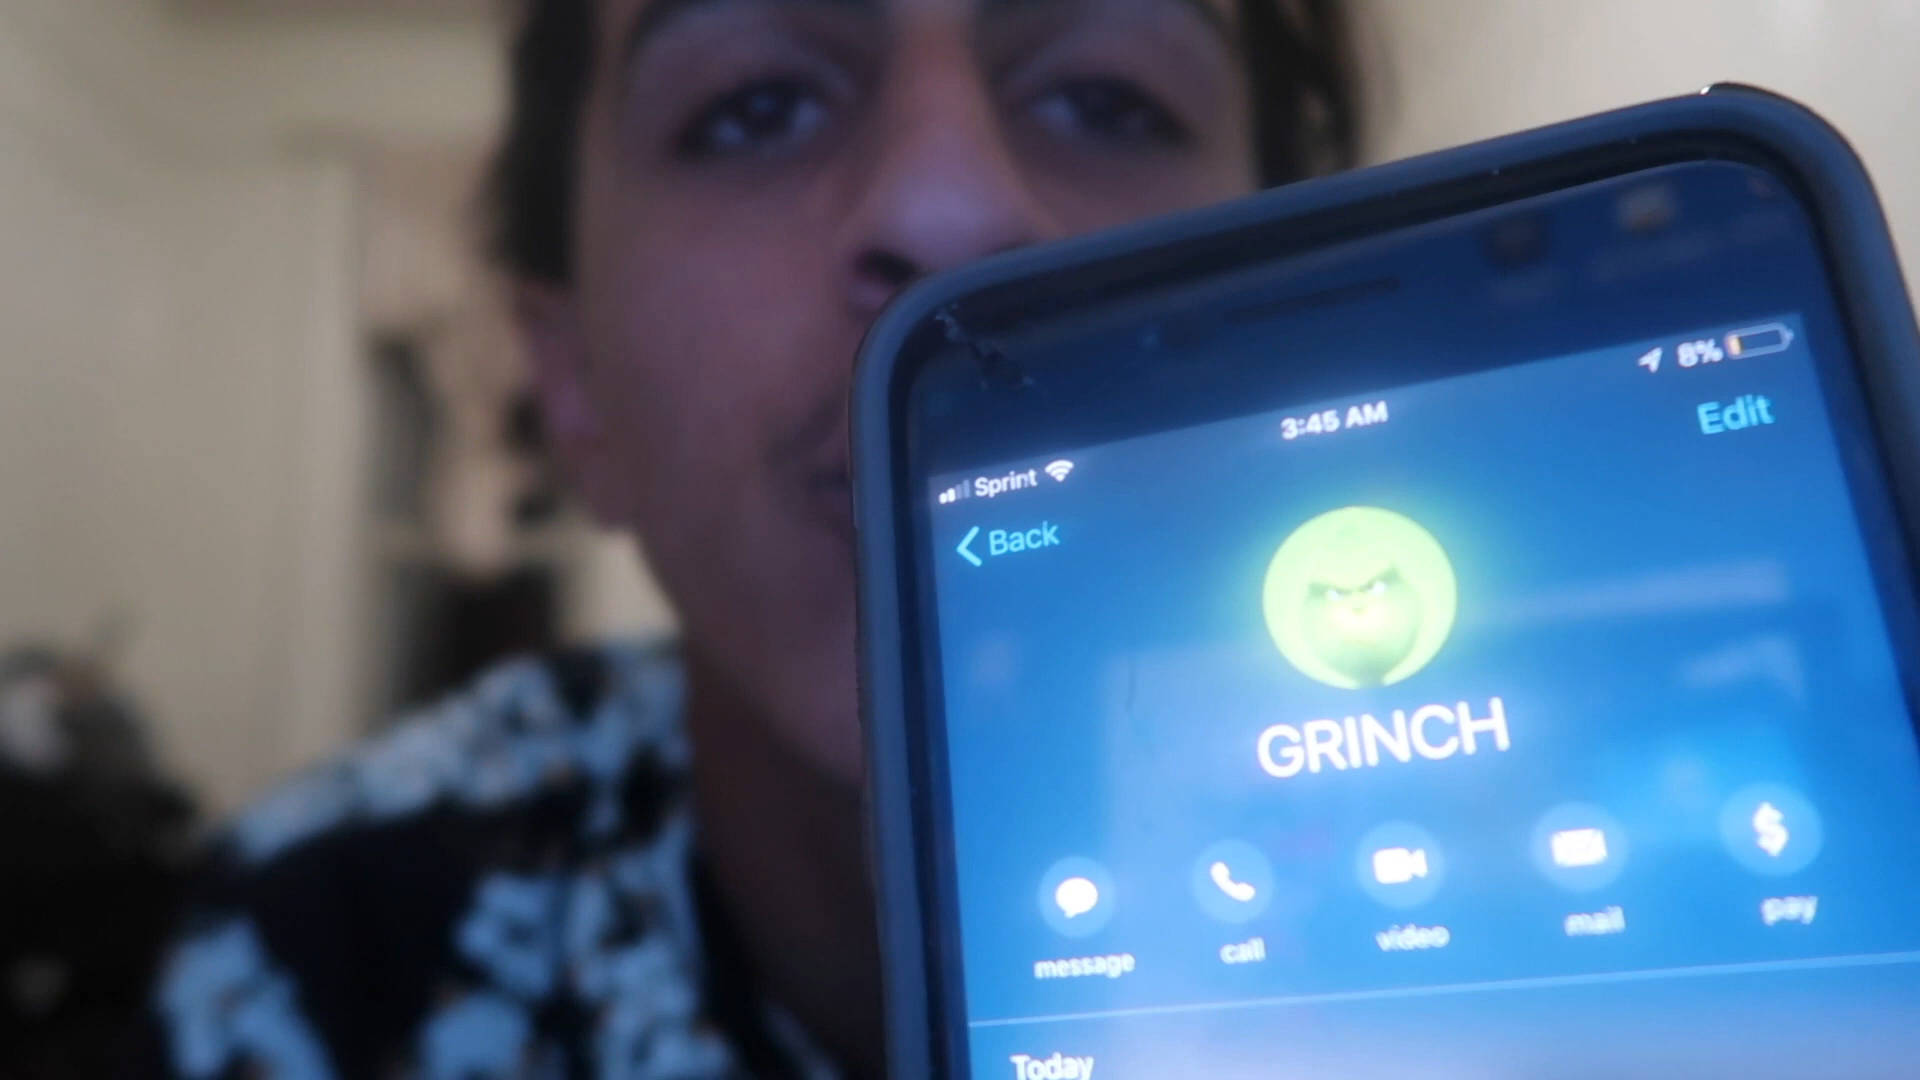 8%
3:45 AM
Edit
Sprint
Back
GRINCH
message call video mail pay
Today